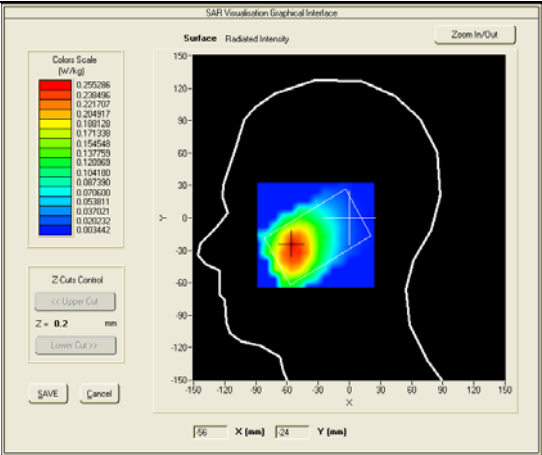 SAR Visualisation Graphical Interface
Surface Radiated Intensity
Zoom In/Out
Colors Scale
(W/kg)
0.255286
0.238496
0.221707
0.204917
0.188128
0.171338
0.154548
0.137759
0.120969
0.104180
0.087390
0.070600
0.053811
0.037021
0.020232
0.003442
150
120
90
60
30
0
-30
-60
-90
-120
-150
Y
-150 -120 -90 -60 -30 0 30 60 90 120 150
X
Z-Cuts Control
<< Upper Cut
Z = 0.2 mm
Lower Cut >>
SAVE Cancel
-56 X (mm) -24 Y (mm)